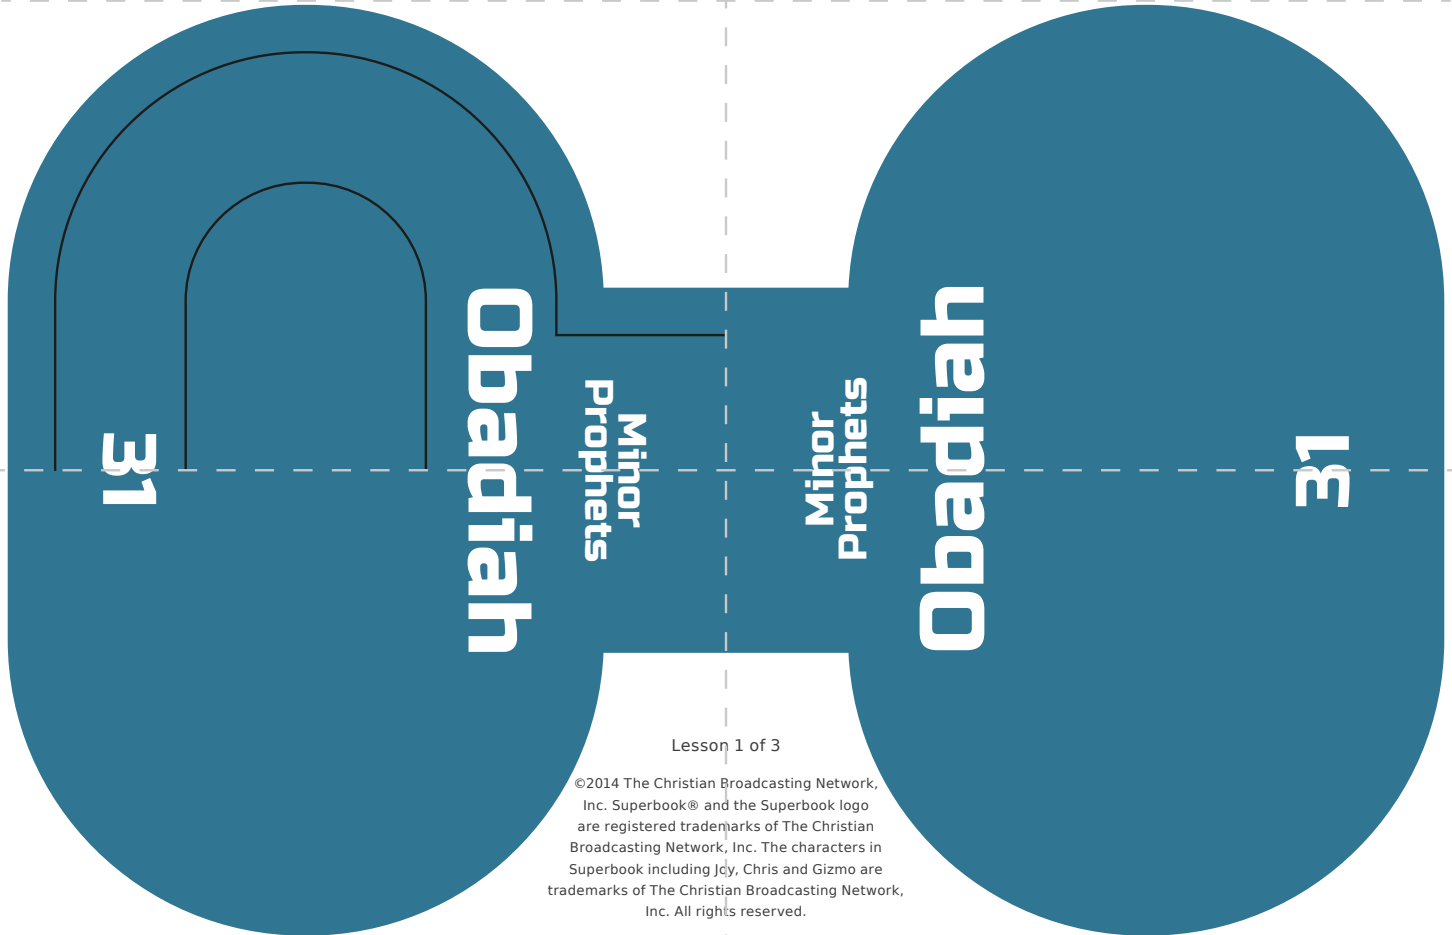 31
Obadiah
Minor
Prophets
Minor
Prophets
Obadiah
31
Lesson 1 of 3
©2014 The Christian Broadcasting Network,
Inc. Superbook® and the Superbook logo
are registered trademarks of The Christian
Broadcasting Network, Inc. The characters in
Superbook including Joy, Chris and Gizmo are
trademarks of The Christian Broadcasting Network,
Inc. All rights reserved.